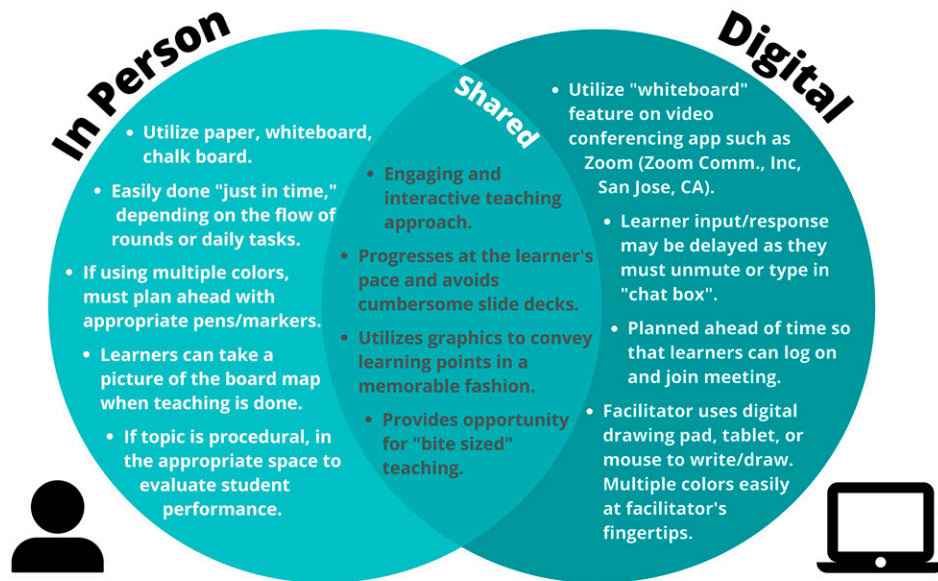 In Person
• Utilize paper, whiteboard,
chalk board.
• Easily done "just in time,"
depending on the flow of
rounds or daily tasks.
• If using multiple colors,
must plan ahead with
appropriate pens/markers.
• Learners can take a
picture of the board map
when teaching is done.
• If topic is procedural, in
the appropriate space to
evaluate student
performance.
Shared
• Engaging and
interactive teaching
approach.
• Progresses at the learner's
pace and avoids
cumbersome slide decks.
• Utilizes graphics to convey
learning points in a
memorable fashion.
• Provides opportunity
for "bite sized"
teaching.
Digital
• Utilize "whiteboard"
feature on video
conferencing app such as
Zoom (Zoom Comm., Inc,
San Jose, CA).
• Learner input/response
may be delayed as they
must unmute or type in
"chat box".
• Planned ahead of time so
that learners can log on
and join meeting.
• Facilitator uses digital
drawing pad, tablet, or
mouse to write/draw.
Multiple colors easily
at facilitator's
fingertips.